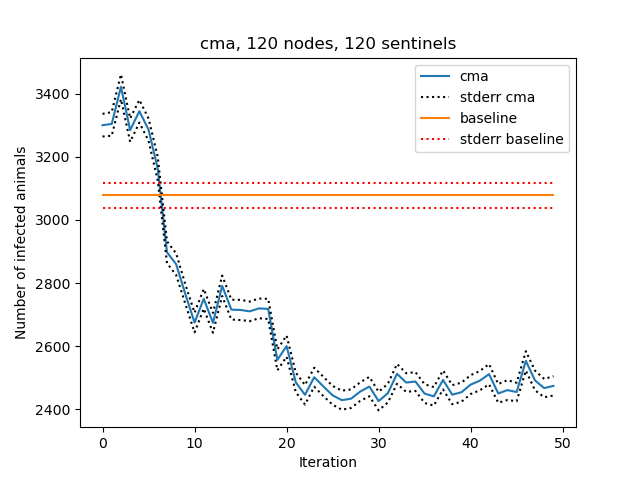 cma, 120 nodes, 120 sentinels
cma
stderr cma
baseline
stderr baseline
3400
3200
3000
2800
2600
2400
Number of infected animals
0 10 20 30 40 50
Iteration